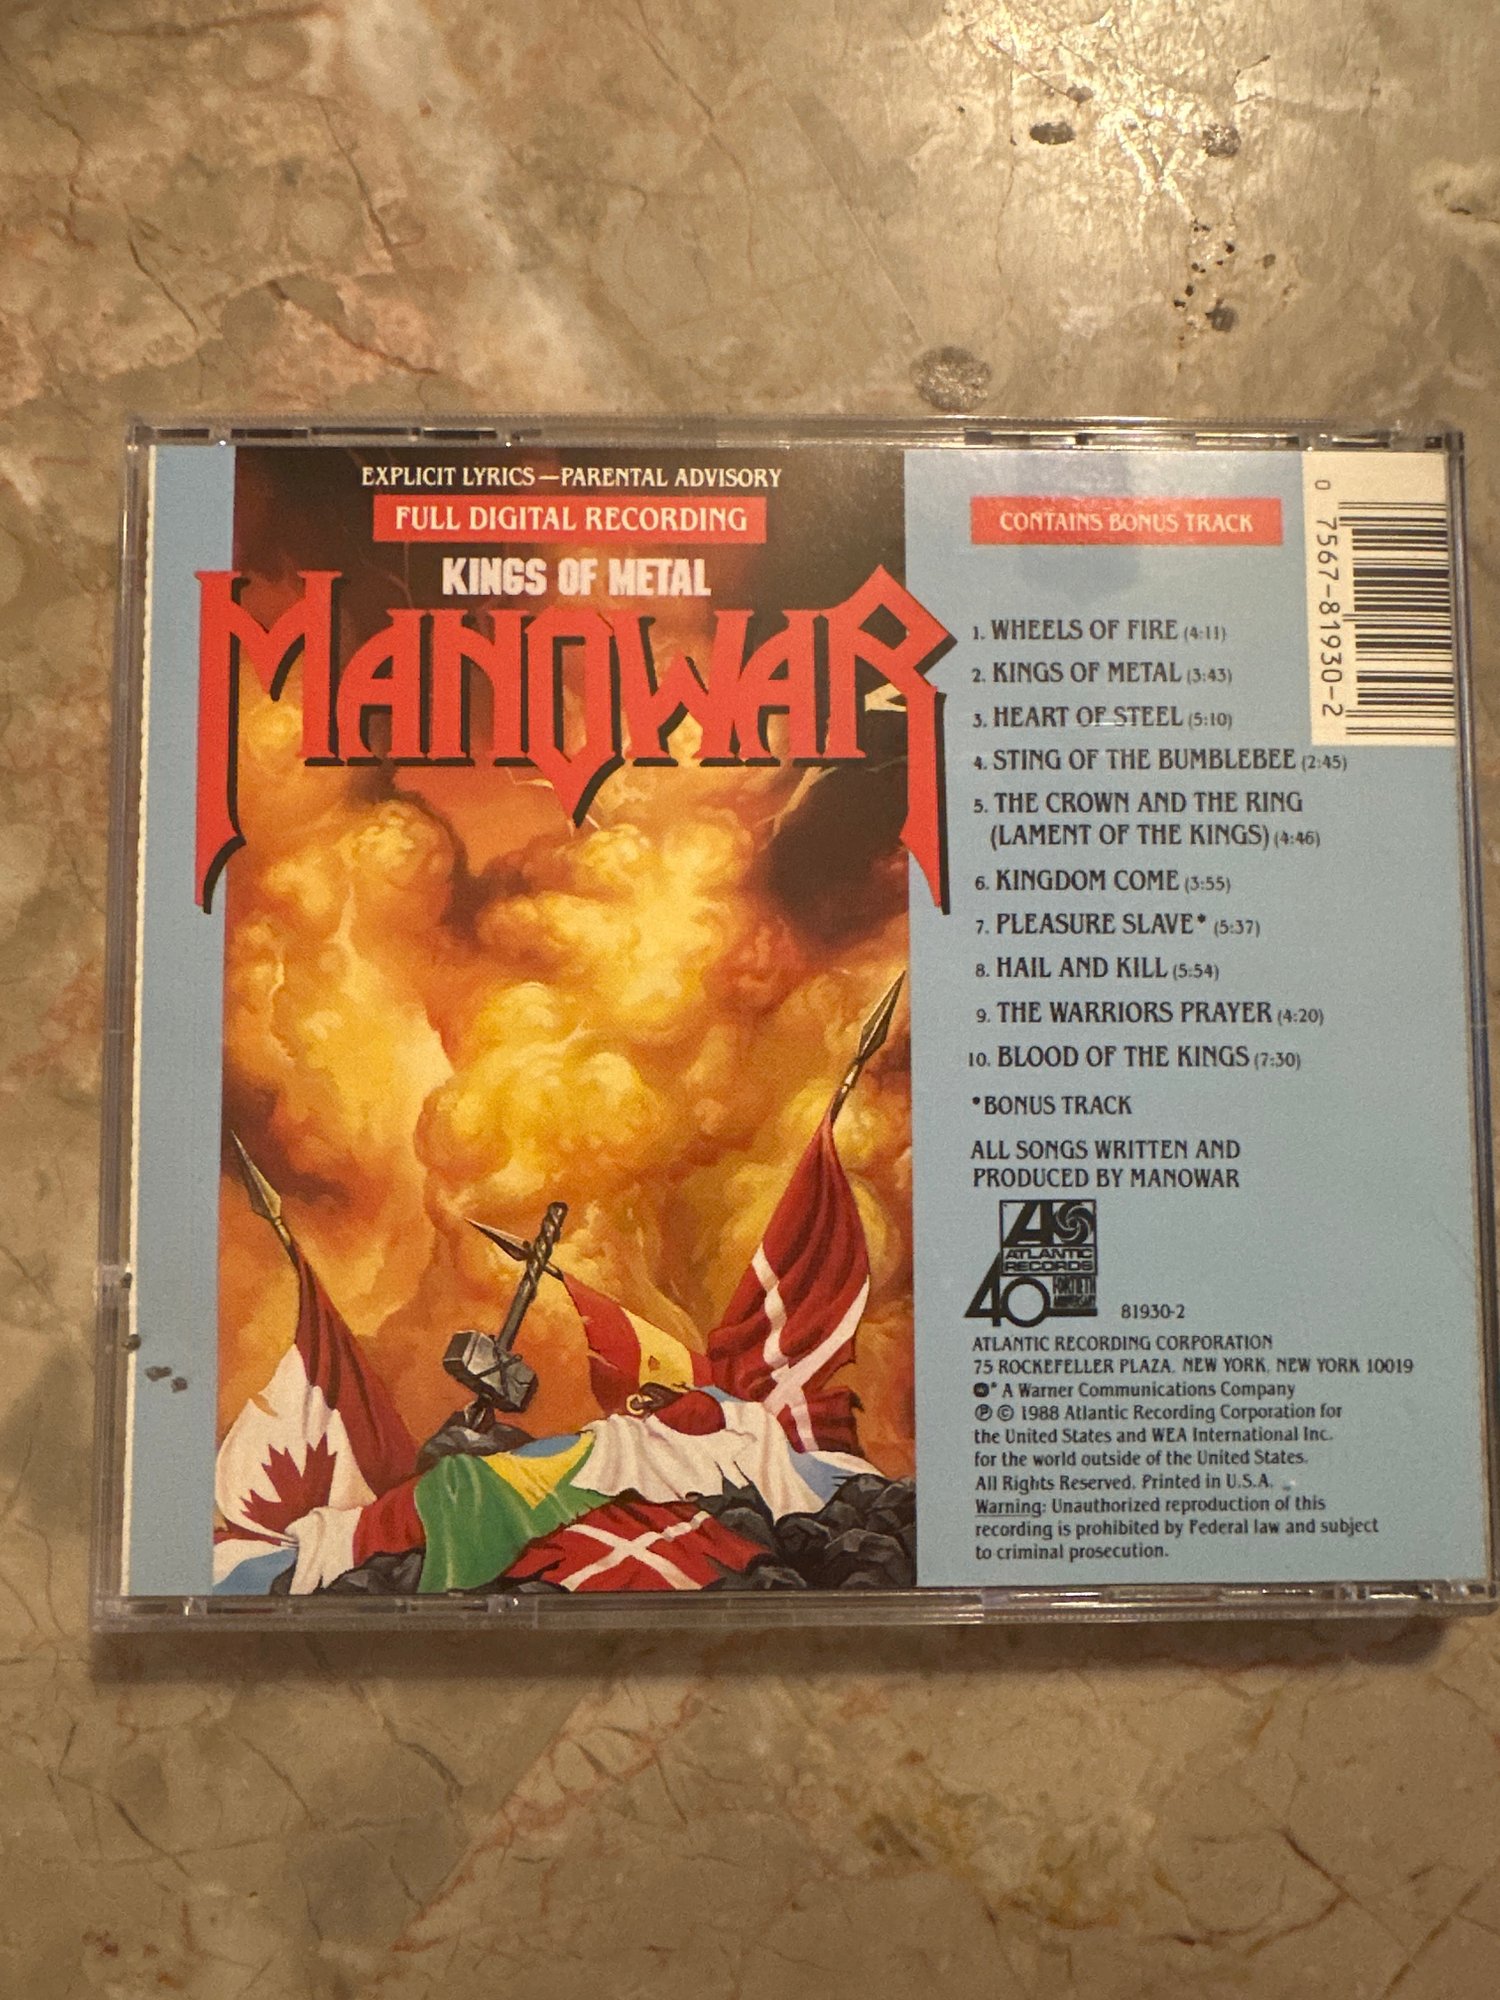 EXPLICIT LYRICS—PARENTAL ADVISORY
FULL DIGITAL RECORDING
KINGS OF METAL
MANOWAR
CONTAINS BONUS TRACK
1. WHEELS OF FIRE (4:11)
2. KINGS OF METAL (3:43)
3. HEART OF STEEL (5:10)
4. STING OF THE BUMBLEBEE (2:45)
5. THE CROWN AND THE RING
(LAMENT OF THE KINGS) (4:46)
6. KINGDOM COME (3:55)
7. PLEASURE SLAVE* (5:37)
8. HAIL AND KILL (5:54)
9. THE WARRIORS PRAYER (4:20)
10. BLOOD OF THE KINGS (7:30)
*BONUS TRACK
ALL SONGS WRITTEN AND
PRODUCED BY MANOWAR
ATLANTIC
RECORDS
40 FORTIETH
ANNIVERSARY
81930-2
ATLANTIC RECORDING CORPORATION
75 ROCKEFELLER PLAZA, NEW YORK, NEW YORK 10019
A Warner Communications Company
℗ © 1988 Atlantic Recording Corporation for
the United States and WEA International Inc.
for the world outside of the United States.
All Rights Reserved. Printed in U.S.A.
Warning: Unauthorized reproduction of this
recording is prohibited by Federal law and subject
to criminal prosecution.
0 7567-81930-2